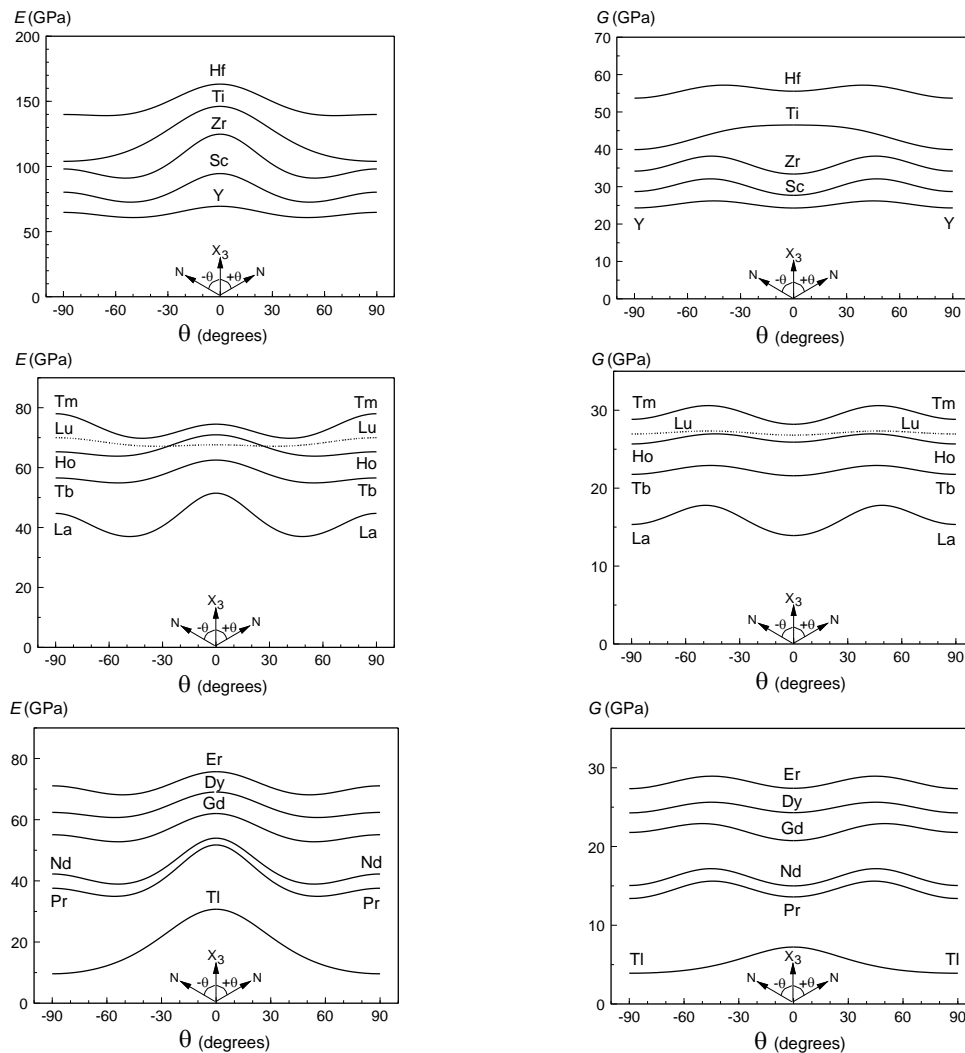 E (GPa)
200
150
100
50
0
Hf
Ti
Zr
Sc
Y
X3
N -θ +θ N
-90 -60 -30 0 30 60 90
θ (degrees)
G (GPa)
70
60
50
40
30
20
10
0
Hf
Ti
Zr
Sc
Y Y
X3
N -θ +θ N
-90 -60 -30 0 30 60 90
θ (degrees)
E (GPa)
80
60
40
20
0
Tm Tm
Lu Lu
Ho Ho
Tb Tb
La La
X3
N -θ +θ N
-90 -60 -30 0 30 60 90
θ (degrees)
G (GPa)
30
20
10
0
Tm Tm
Lu Lu
Ho Ho
Tb Tb
La La
X3
N -θ +θ N
-90 -60 -30 0 30 60 90
θ (degrees)
E (GPa)
80
60
40
20
0
Er
Dy
Gd
Nd Nd
Pr Pr
Tl
X3
N -θ +θ N
-90 -60 -30 0 30 60 90
θ (degrees)
G (GPa)
30
20
10
0
Er
Dy
Gd
Nd
Pr
Tl Tl
X3
N -θ +θ N
-90 -60 -30 0 30 60 90
θ (degrees)